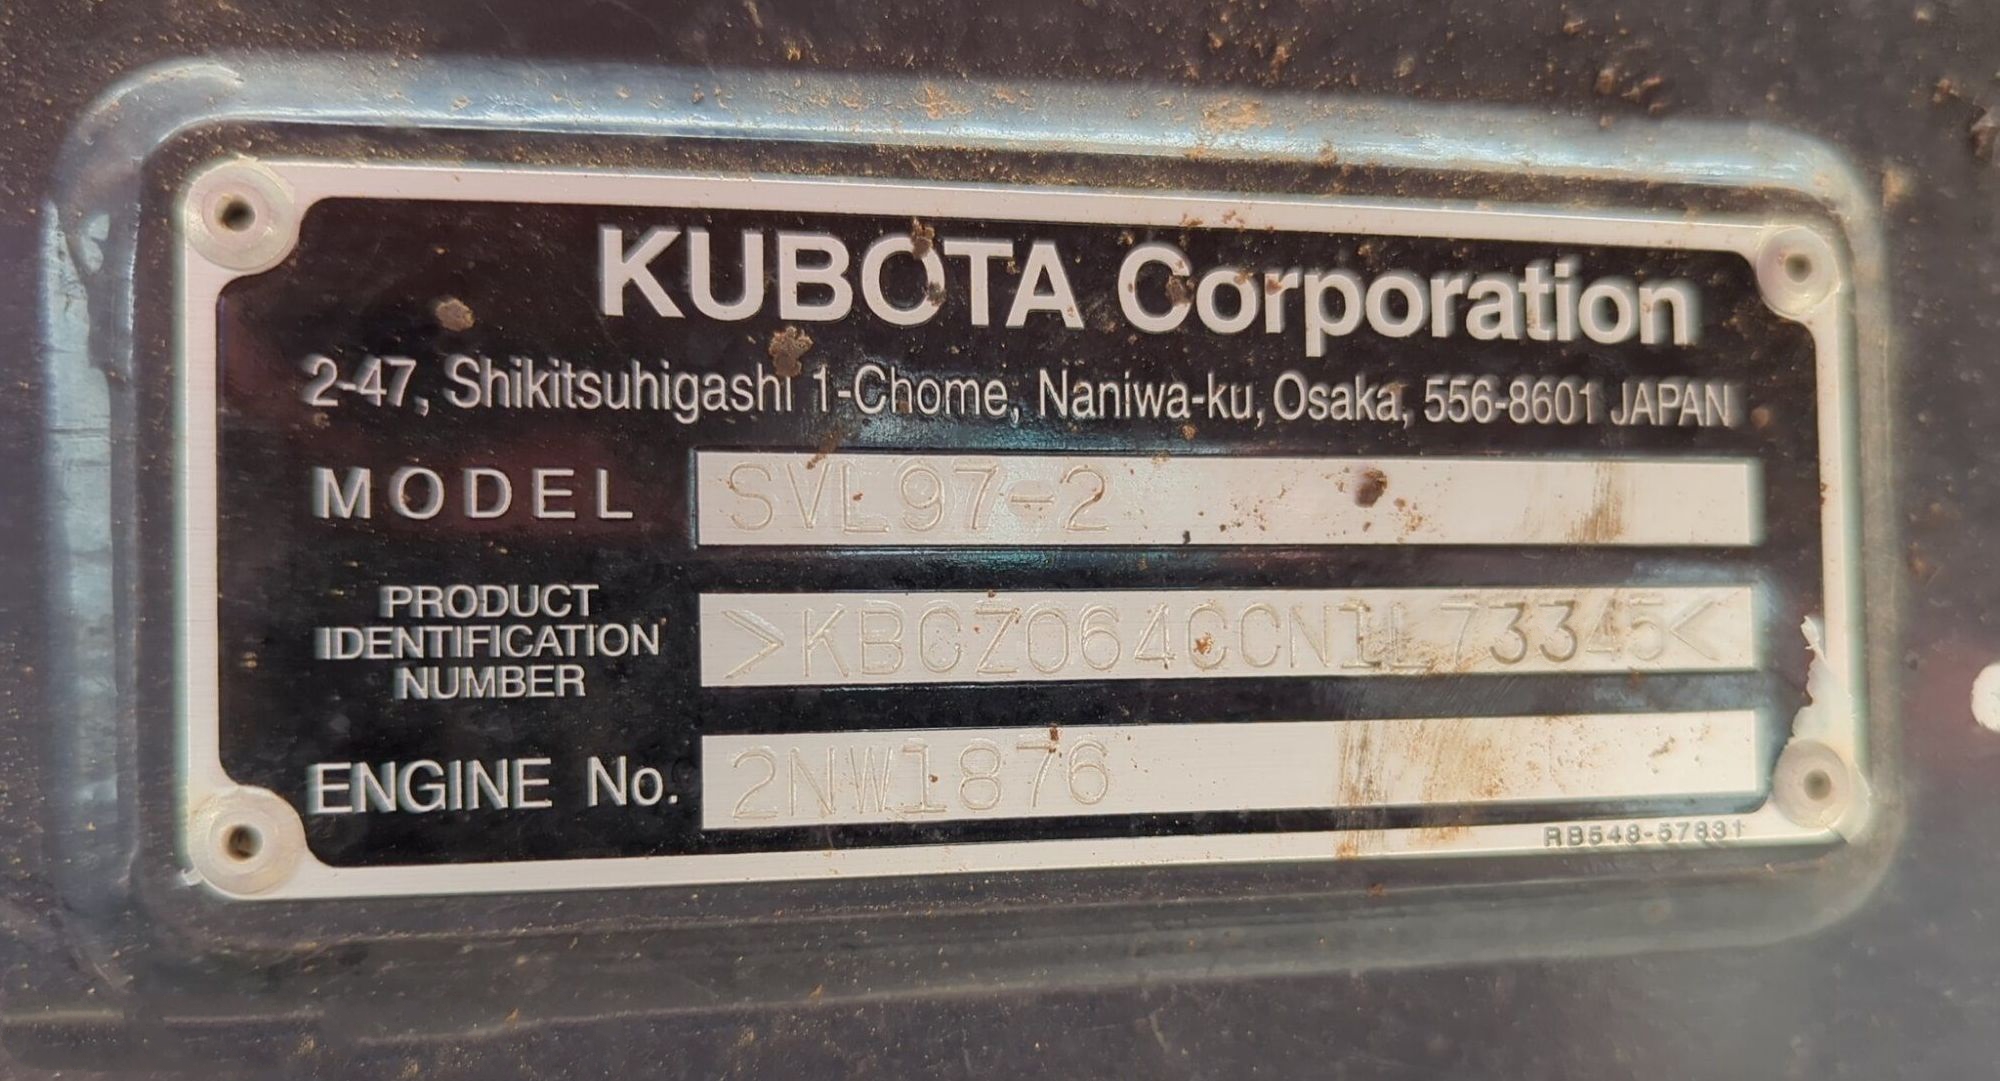 KUBOTA Corporation
2-47, Shikitsuhigashi 1-Chome, Naniwa-ku, Osaka, 556-8601 JAPAN
MODEL SVL97-2
PRODUCT IDENTIFICATION NUMBER >KBCZ064CCN1L73345<
ENGINE No. 2NW1876
RB548-57831